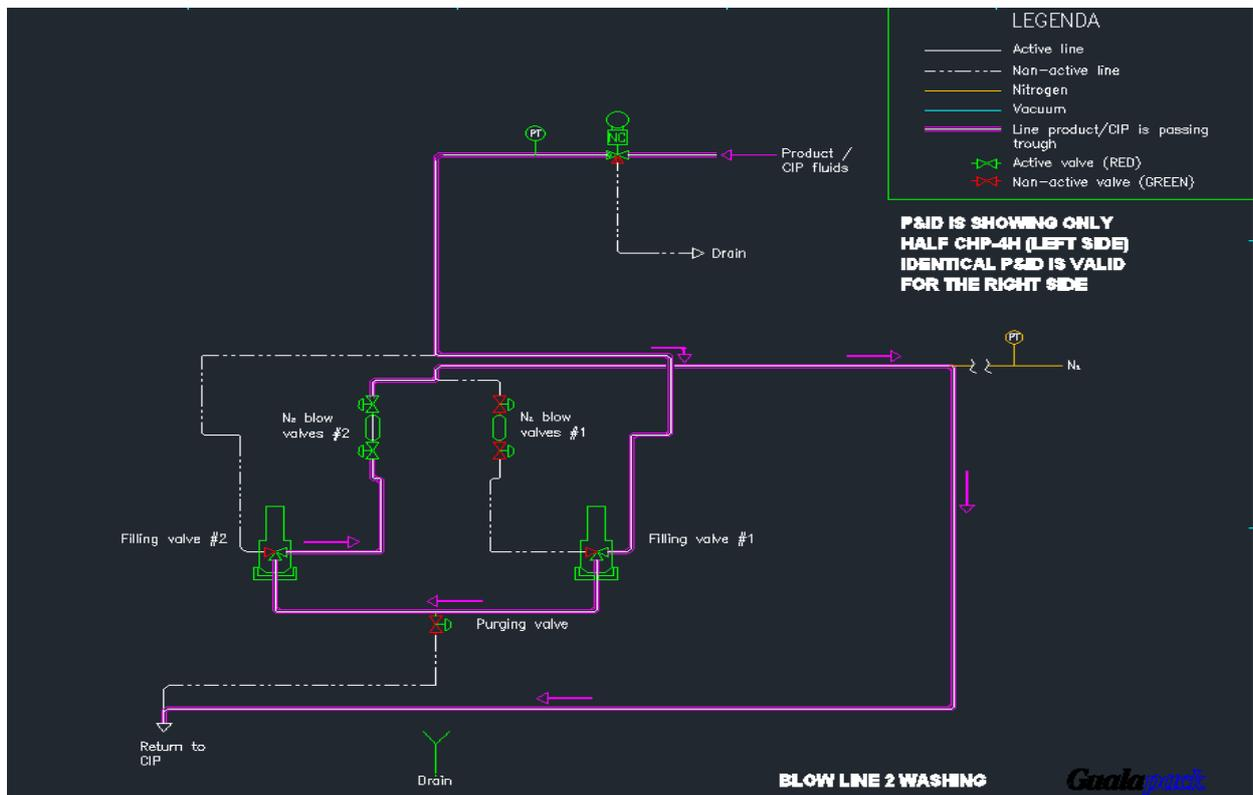 LEGENDA
Active line
Non-active line
Nitrogen
Vacuum
Line product/CIP is passing
trough
Active valve (RED)
Non-active valve (GREEN)
P&ID IS SHOWING ONLY
HALF CHP-4H (LEFT SIDE)
IDENTICAL P&ID IS VALID
FOR THE RIGHT SIDE
PT
NC
Product /
CIP fluids
Drain
PT
N₂
N₂ blow
valves #2
N₂ blow
valves #1
Filling valve #2
Filling valve #1
Purging valve
Return to
CIP
Drain
BLOW LINE 2 WASHING
Gualapack